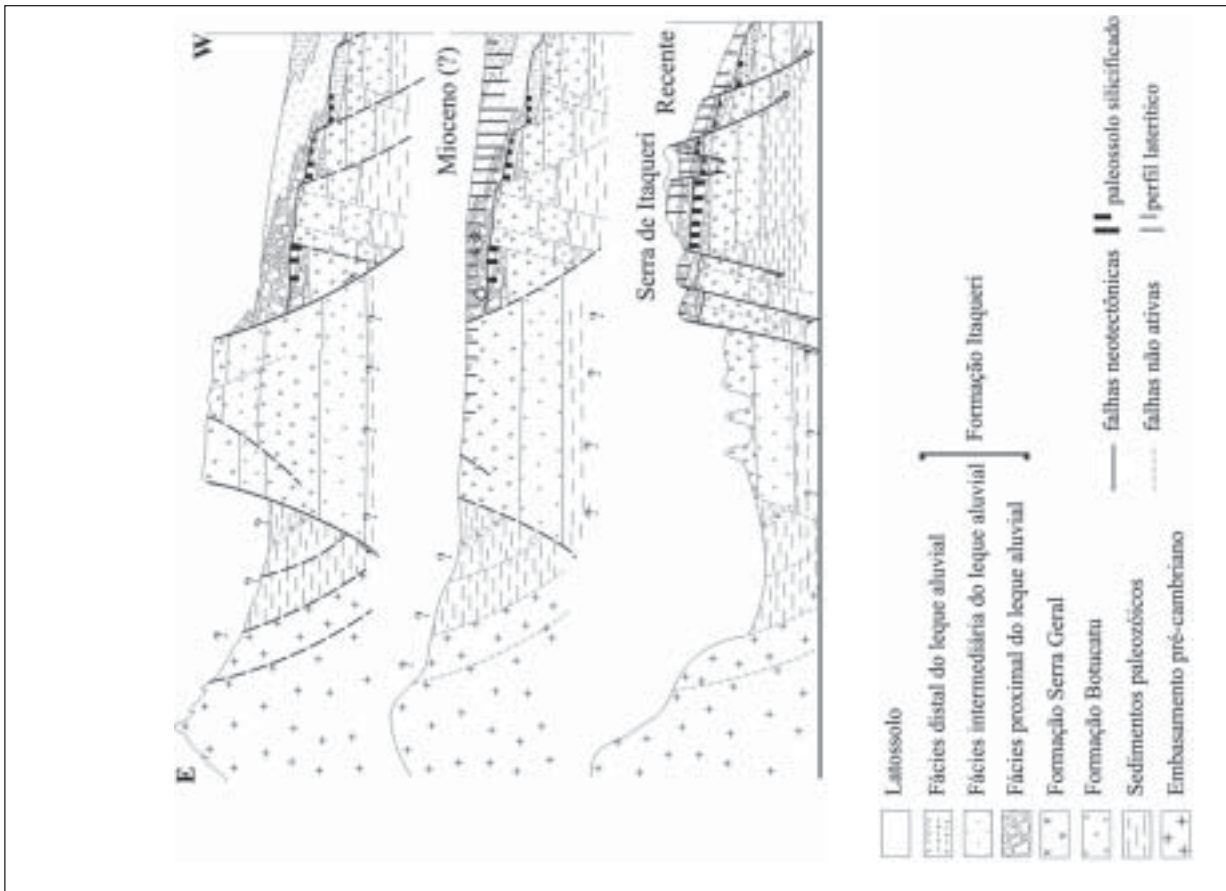 E
W
?
?
?
?
?
?
?
Mioceno (?)
?
?
?
?
?
?
Serra de Itaqueri
Recente
?
Latossolo
Fácies distal do leque aluvial
Fácies intermediária do leque aluvial
Fácies proximal do leque aluvial
Formação Itaqueri
Formação Serra Geral
Formação Botucatu
Sedimentos paleozóicos
Embasamento pré-cambriano
falhas neotectônicas
falhas não ativas
paleossolo silicificado
perfil laterítico